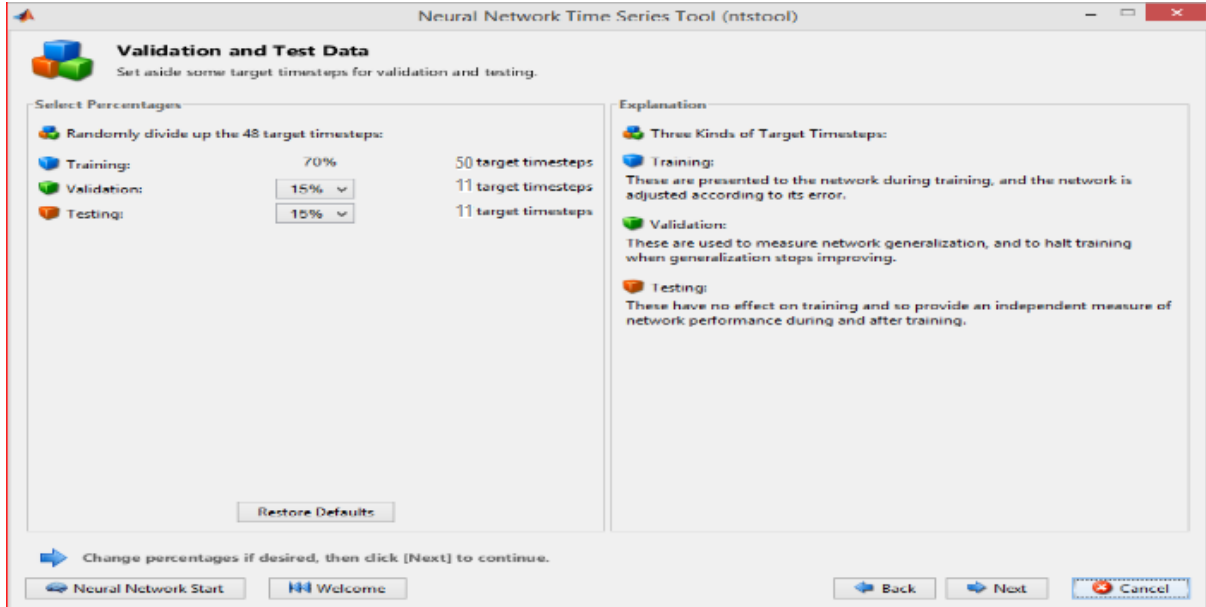 Neural Network Time Series Tool (ntstool)
Validation and Test Data
Set aside some target timesteps for validation and testing.
Select Percentages
Randomly divide up the 48 target timesteps:
Training: 70% 50 target timesteps
Validation: 15% 11 target timesteps
Testing: 15% 11 target timesteps
Restore Defaults
Explanation
Three Kinds of Target Timesteps:
Training:
These are presented to the network during training, and the network is
adjusted according to its error.
Validation:
These are used to measure network generalization, and to halt training
when generalization stops improving.
Testing:
These have no effect on training and so provide an independent measure of
network performance during and after training.
Change percentages if desired, then click [Next] to continue.
Neural Network Start
Welcome
Back
Next
Cancel